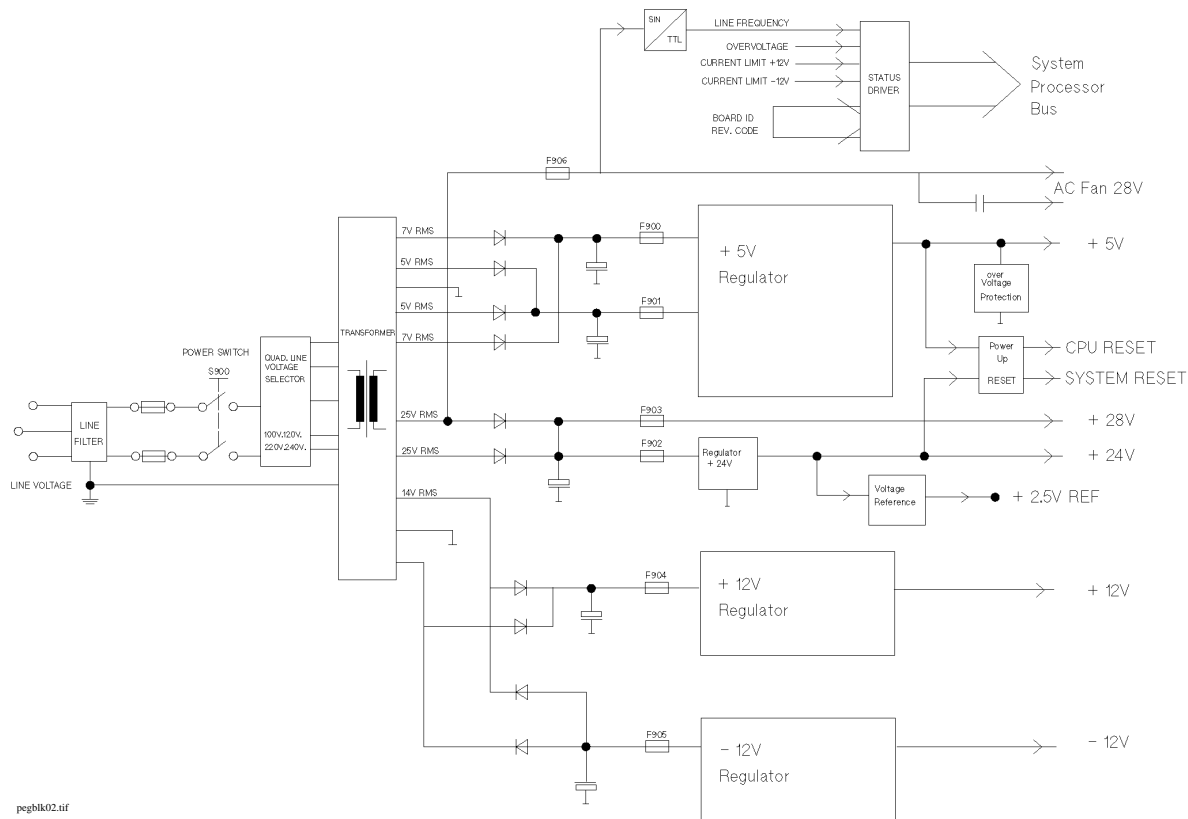 SIN
TTL
LINE FREQUENCY
OVERVOLTAGE
CURRENT LIMIT +12V
CURRENT LIMIT -12V
BOARD ID
REV. CODE
STATUS
DRIVER
System
Processor
Bus
F906
AC Fan 28V
7V RMS
5V RMS
5V RMS
7V RMS
F900
F901
+ 5V
Regulator
+ 5V
over
Voltage
Protection
Power
Up
RESET
CPU RESET
SYSTEM RESET
TRANSFORMER
POWER SWITCH
S900
QUAD. LINE
VOLTAGE
SELECTOR
100V.120V.
220V.240V.
LINE
FILTER
LINE VOLTAGE
25V RMS
25V RMS
F903
F902
+ 28V
Regulator
+ 24V
+ 24V
Voltage
Reference
+ 2.5V REF
14V RMS
F904
+ 12V
Regulator
+ 12V
F905
- 12V
Regulator
- 12V
pegblk02.tif